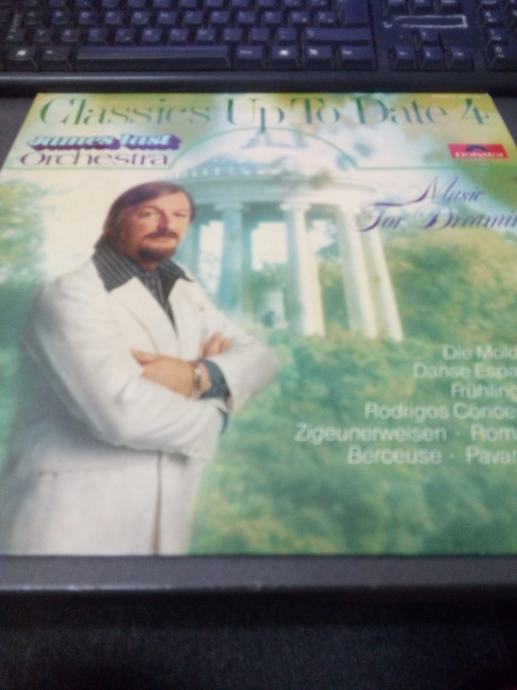 Classics Up To Date 4
James Last
Orchestra
Polydor
Music
For Dreamin
Die Mold
Danse Espa
Frühling
Rodrigos Conce
Zigeunerweisen · Rom
Berceuse · Pavan